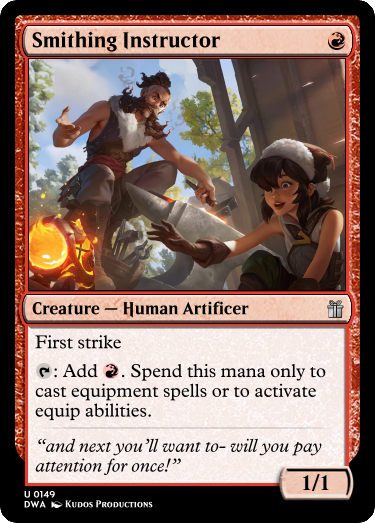 Smithing Instructor
First strike
Creature — Human Artificer
: Add . Spend this mana only to
cast equipment spells or to activate
equip abilities.
“and next you’ll want to- will you pay
attention for once!”
1/1
U 0149
DWA Kudos Productions